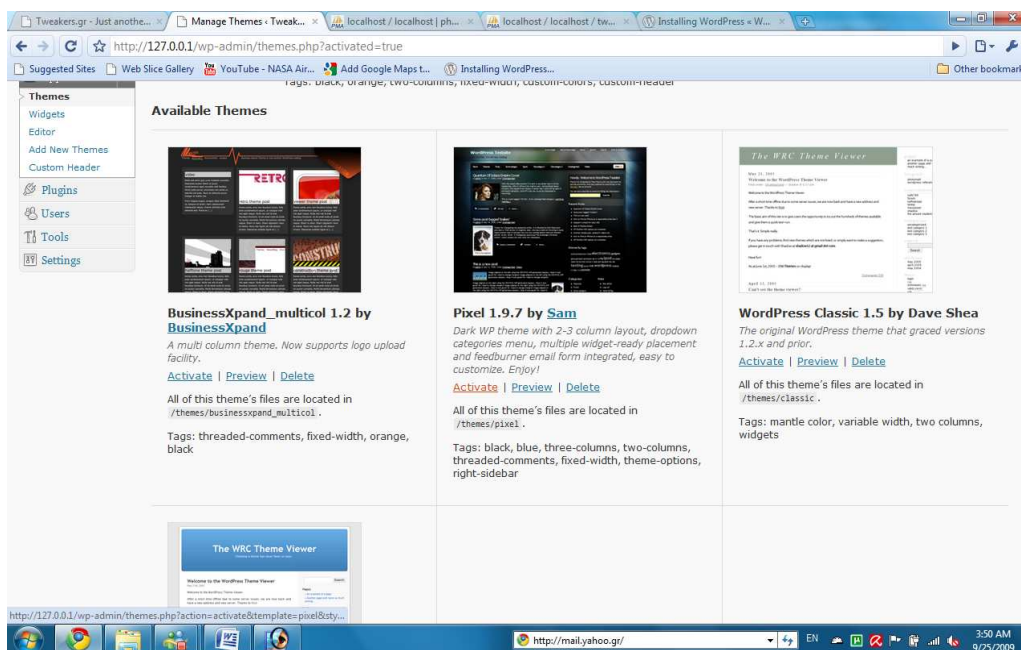 Tweakers.gr - Just anothe...
Manage Themes ‹ Tweak...
localhost / localhost | ph...
localhost / localhost / tw...
Installing WordPress « W...
http://127.0.0.1/wp-admin/themes.php?activated=true
Suggested Sites
Web Slice Gallery
YouTube - NASA Air...
Add Google Maps t...
Installing WordPress...
Other bookmark
Tags: black, orange, two-columns, fixed-width, custom-colors, custom-header
Themes
Widgets
Editor
Add New Themes
Custom Header
Plugins
Users
Tools
Settings
Available Themes
BusinessXpand_multicol 1.2 by
BusinessXpand
A multi column theme. Now supports logo upload
facility.
Activate | Preview | Delete
All of this theme's files are located in
/themes/businessxpand_multicol .
Tags: threaded-comments, fixed-width, orange,
black
Pixel 1.9.7 by Sam
Dark WP theme with 2-3 column layout, dropdown
categories menu, multiple widget-ready placement
and feedburner email form integrated, easy to
customize. Enjoy!
Activate | Preview | Delete
All of this theme's files are located in
/themes/pixel .
Tags: black, blue, three-columns, two-columns,
threaded-comments, fixed-width, theme-options,
right-sidebar
The WRC Theme Viewer
WordPress Classic 1.5 by Dave Shea
The original WordPress theme that graced versions
1.2.x and prior.
Activate | Preview | Delete
All of this theme's files are located in
/themes/classic .
Tags: mantle color, variable width, two columns,
widgets
The WRC Theme Viewer
Welcome to the WordPress Theme Viewer
http://127.0.0.1/wp-admin/themes.php?action=activate&template=pixel&sty...
http://mail.yahoo.gr/
EN
3:50 AM
9/25/2009